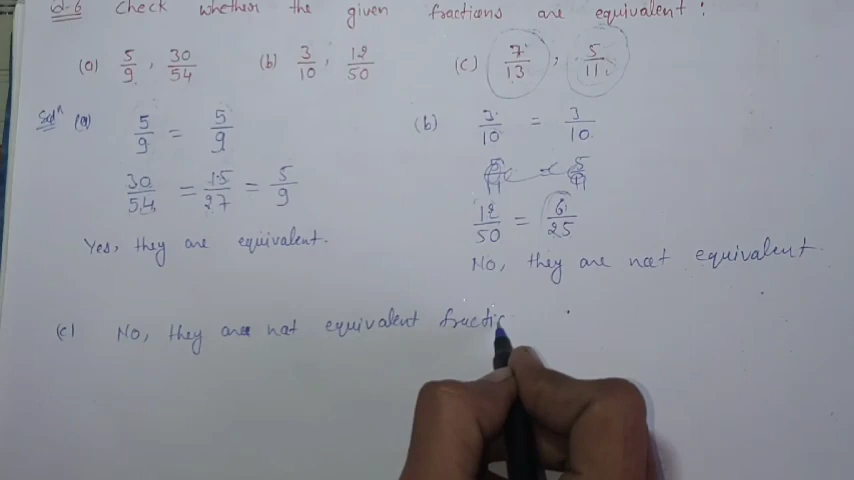 Q-6 Check whether the given fractions are equivalent :
(a) 5/9 , 30/54 (b) 3/10 , 12/50 (c) 7/13 , 5/11
Solⁿ (a) 5/9 = 5/9
30/54 = 15/27 = 5/9
Yes, they are equivalent.
(b) 3/10 = 3/10
12/50 = 6/25
No, they are not equivalent.
(c) No, they are not equivalent fractio